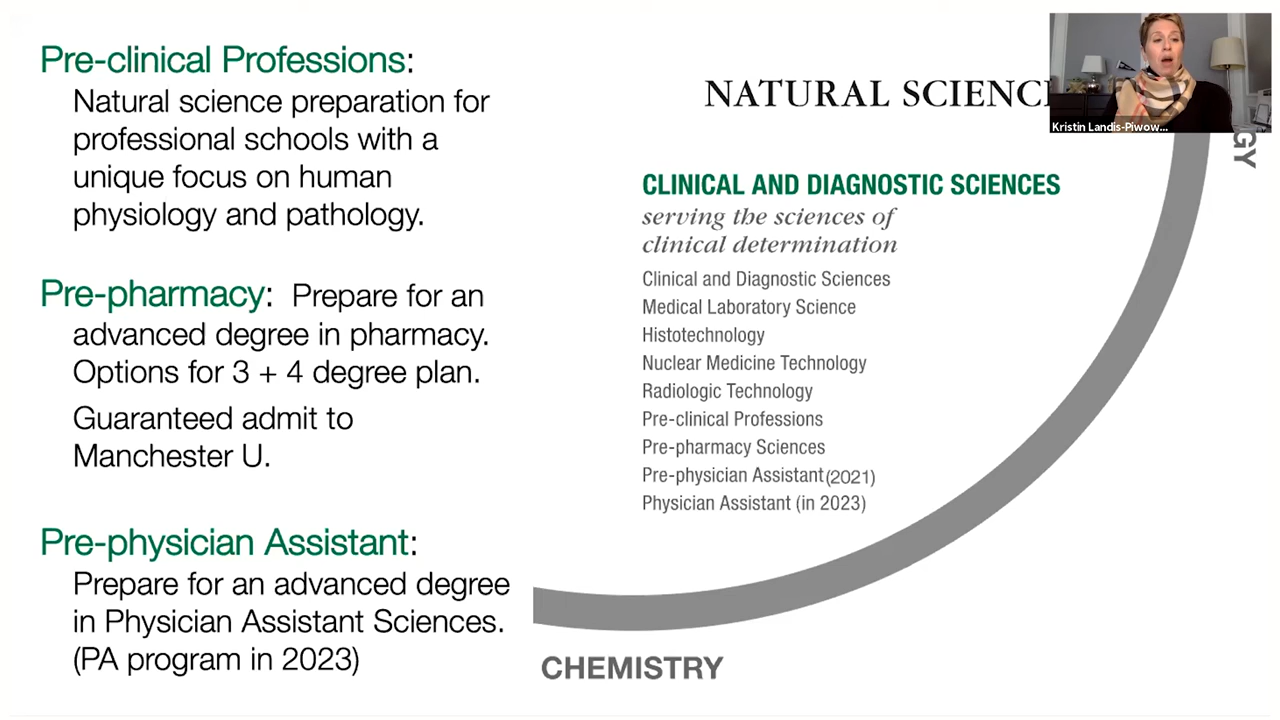 Pre-clinical Professions:
Natural science preparation for
professional schools with a
unique focus on human
physiology and pathology.
Pre-pharmacy: Prepare for an
advanced degree in pharmacy.
Options for 3 + 4 degree plan.
Guaranteed admit to
Manchester U.
Pre-physician Assistant:
Prepare for an advanced degree
in Physician Assistant Sciences.
(PA program in 2023)
NATURAL SCIENC
CLINICAL AND DIAGNOSTIC SCIENCES
serving the sciences of
clinical determination
Clinical and Diagnostic Sciences
Medical Laboratory Science
Histotechnology
Nuclear Medicine Technology
Radiologic Technology
Pre-clinical Professions
Pre-pharmacy Sciences
Pre-physician Assistant (2021)
Physician Assistant (in 2023)
CHEMISTRY
Kristin Landis-Piwow...
GY